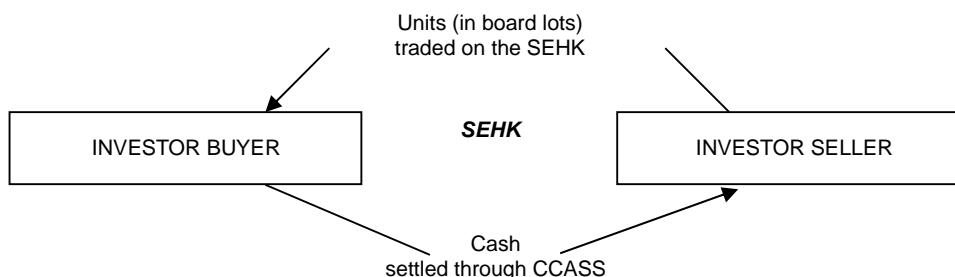 Units (in board lots)
traded on the SEHK
INVESTOR BUYER
SEHK
INVESTOR SELLER
Cash
settled through CCASS